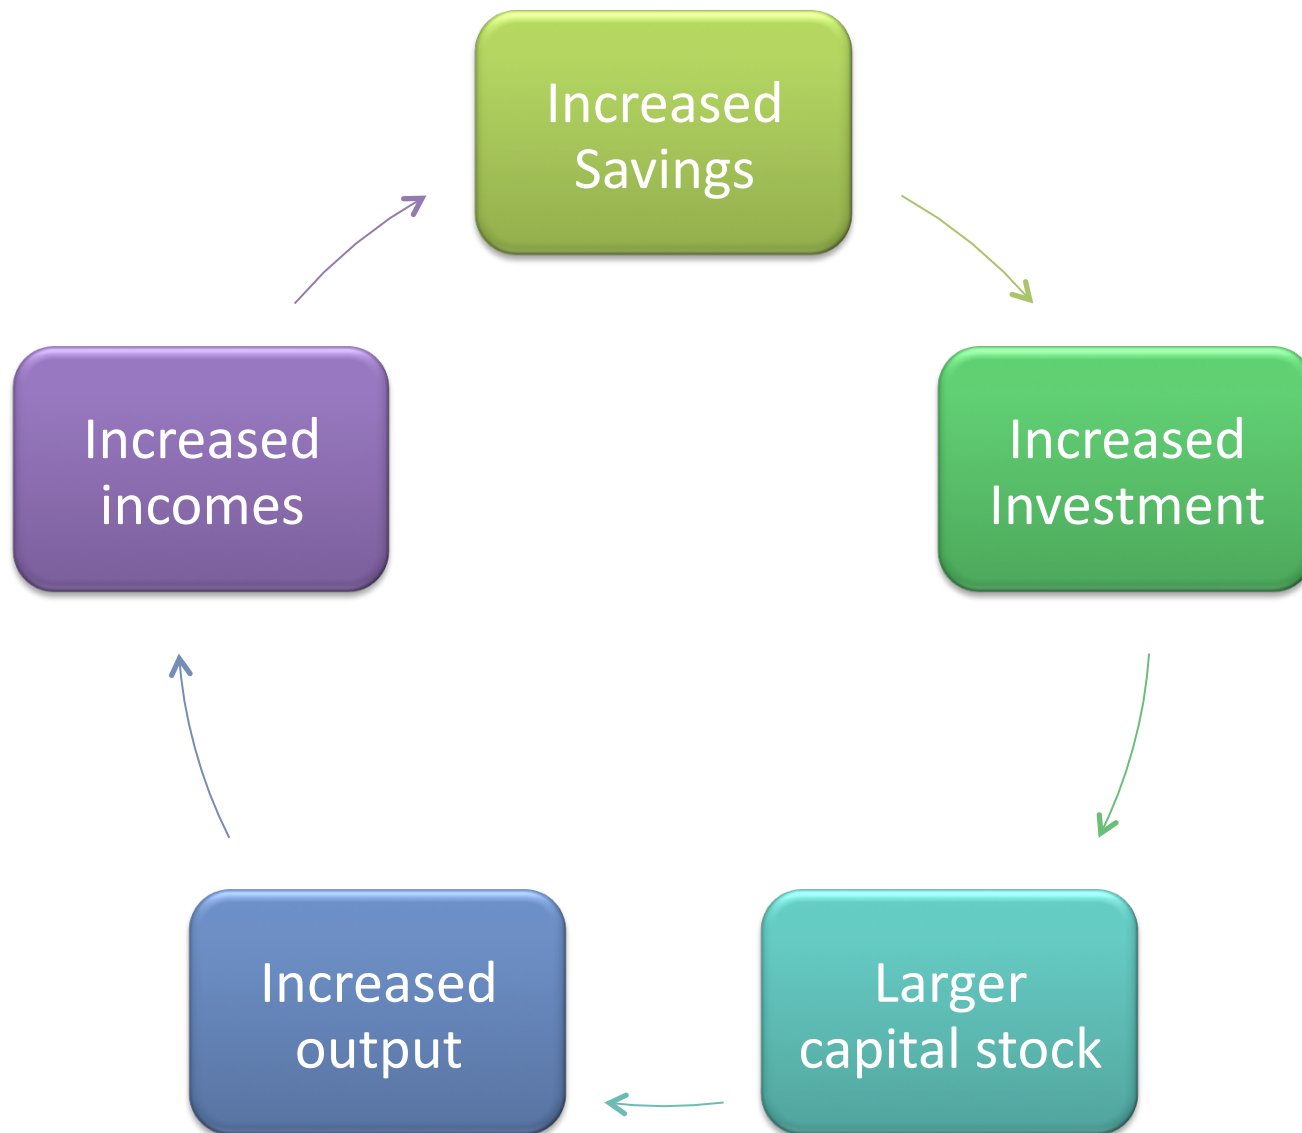 Increased
Savings
Increased
Investment
Larger
capital stock
Increased
output
Increased
incomes